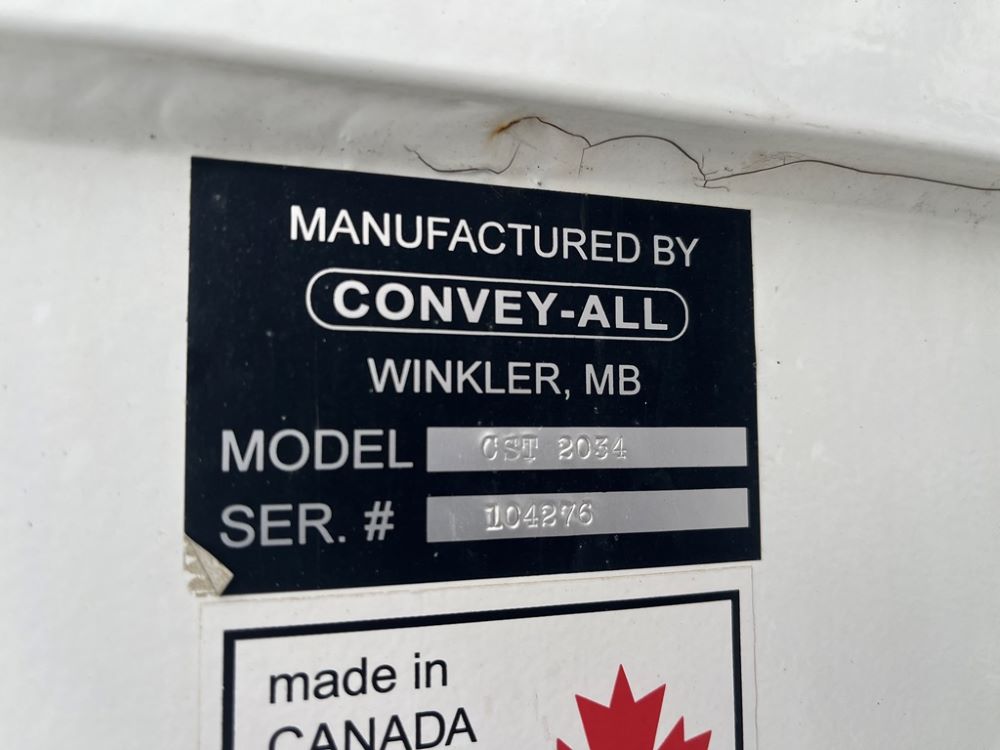 MANUFACTURED BY
CONVEY-ALL
WINKLER, MB
MODEL CST 2034
SER. # 104276
made in
CANADA